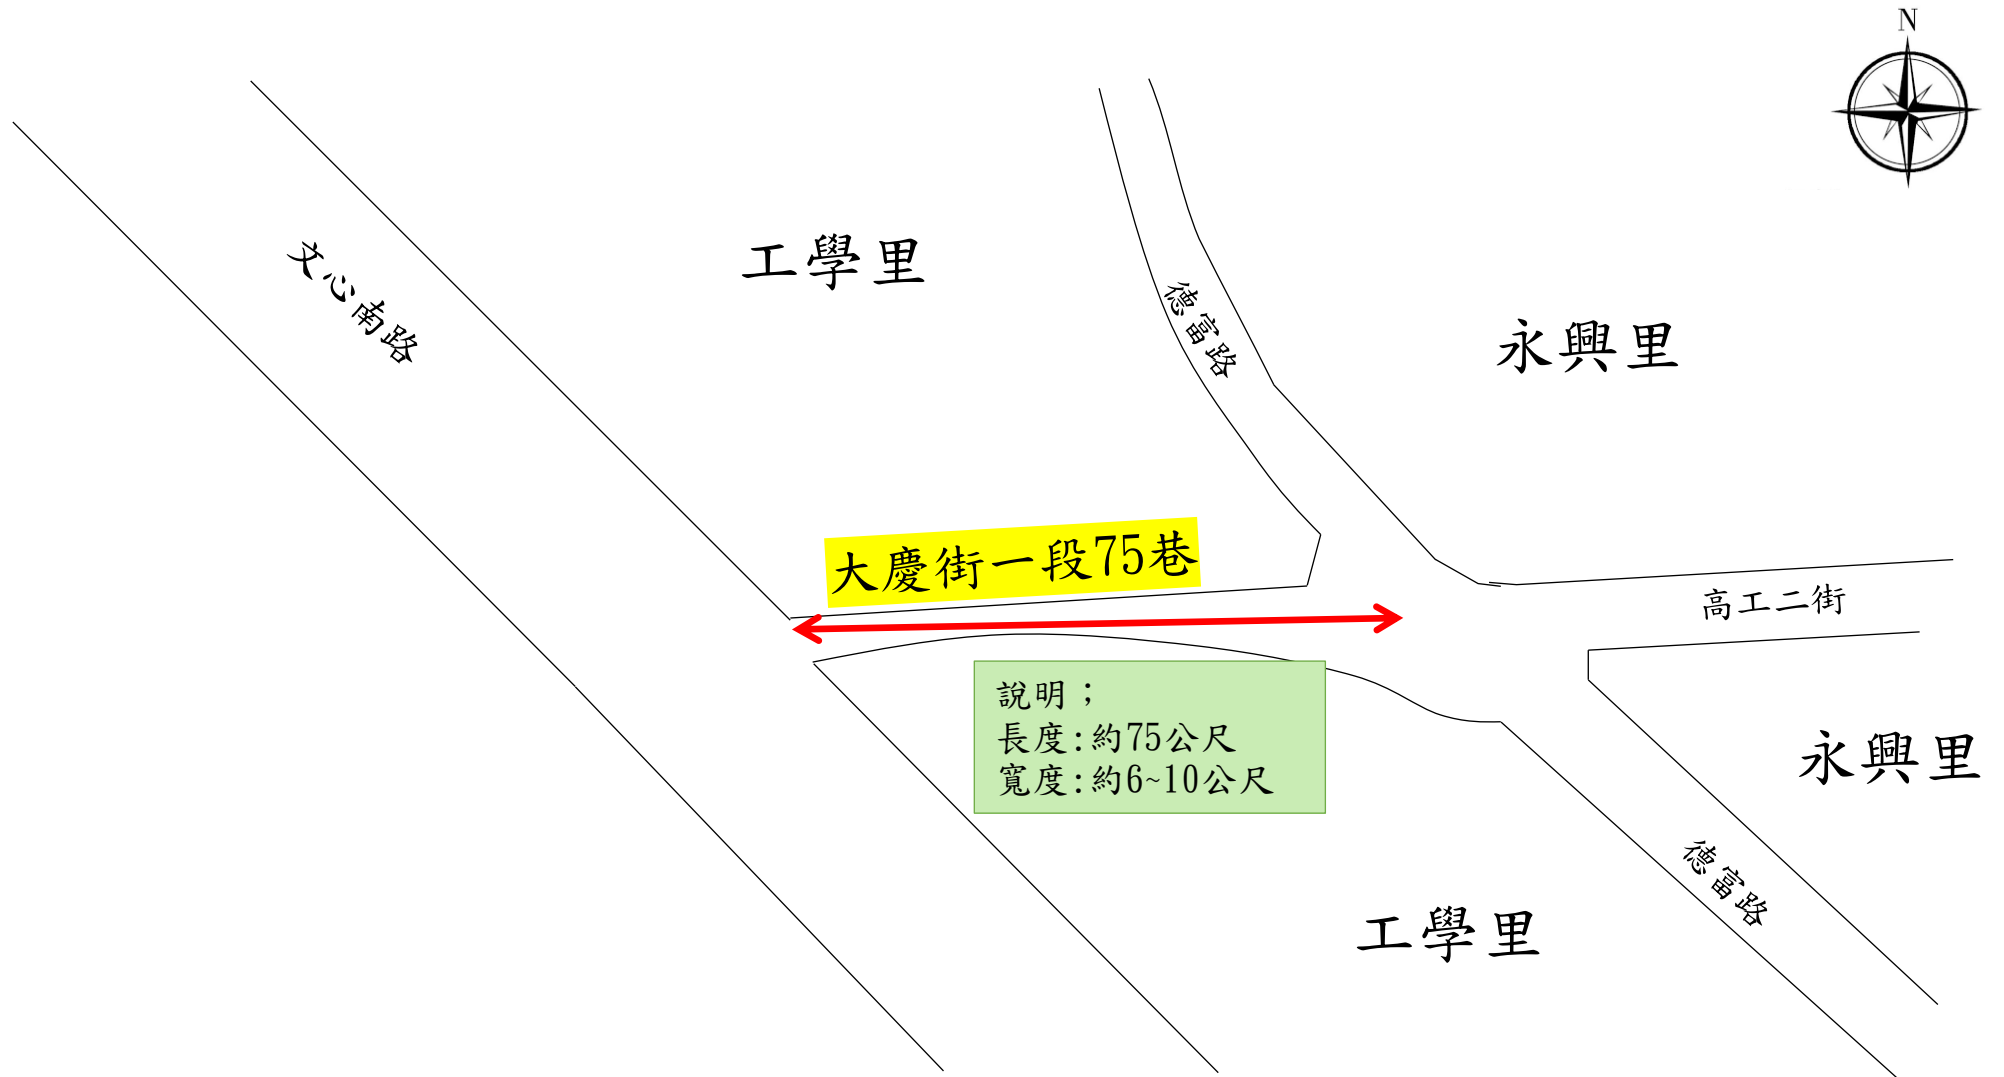 N
文心南路
工學里
德富路
永興里
大慶街一段75巷
高工二街
說明；
長度:約75公尺
寬度:約6~10公尺
永興里
德富路
工學里